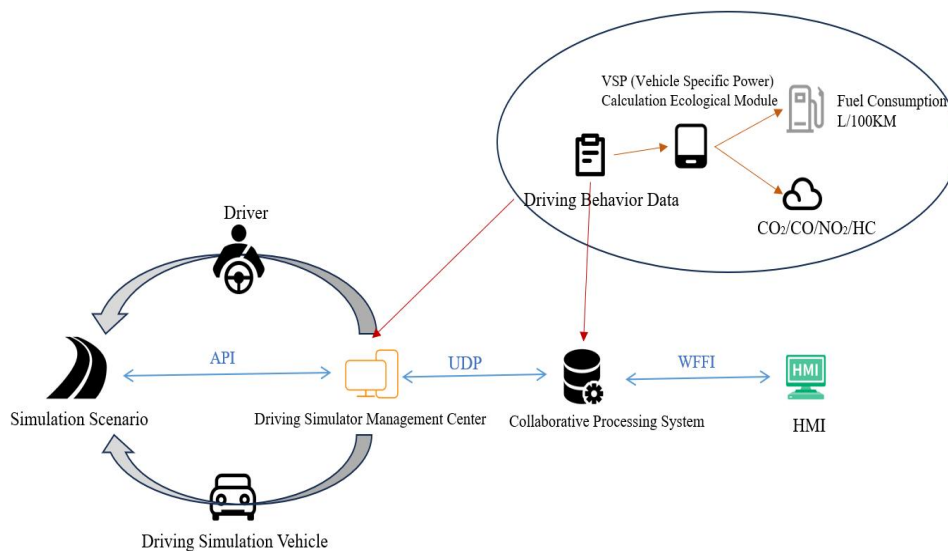 VSP (Vehicle Specific Power)
Calculation Ecological Module
Fuel Consumption
L/100KM
Driving Behavior Data
CO₂/CO/NO₂/HC
Driver
API
UDP
WFFI
HMI
Simulation Scenario
Driving Simulator Management Center
Collaborative Processing System
HMI
Driving Simulation Vehicle